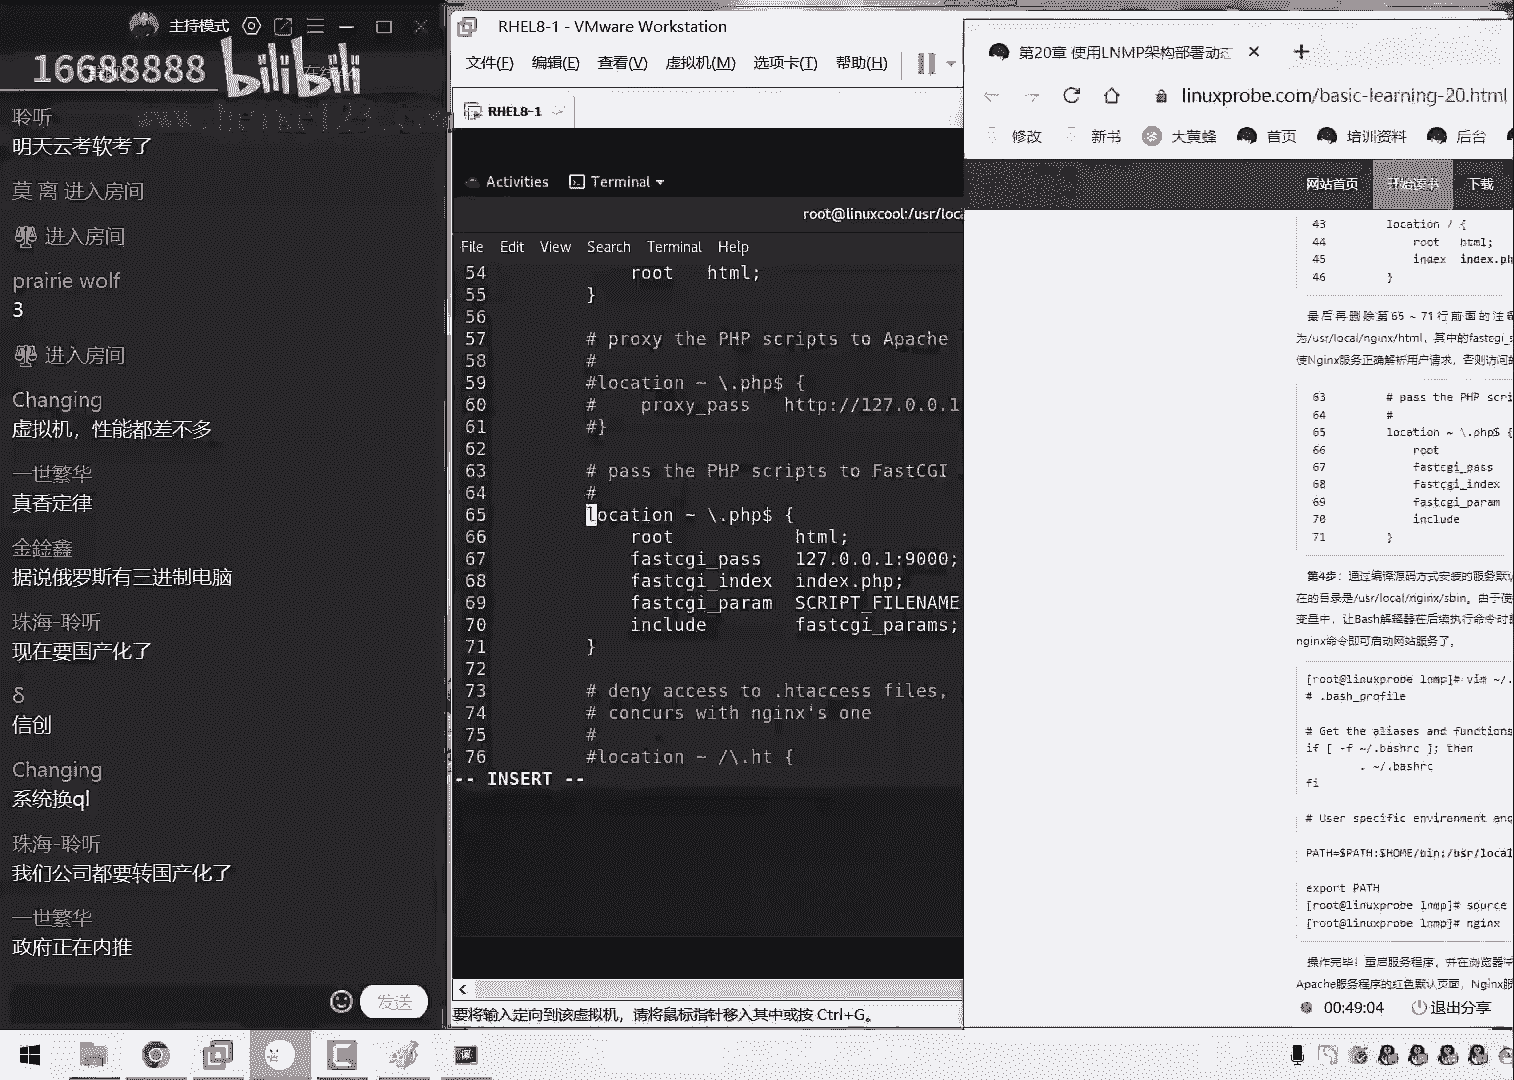 主持模式
16688888
bilibili
聆听
明天云考软考了
莫 离 进入房间
进入房间
prairie wolf
3
进入房间
Changing
虚拟机，性能都差不多
一世繁华
真香定律
金鍂鑫
据说俄罗斯有三进制电脑
珠海-聆听
现在要国产化了
δ
信创
Changing
系统换ql
珠海-聆听
我们公司都要转国产化了
一世繁华
政府正在内推
发送
RHEL8-1 - VMware Workstation
文件(F) 编辑(E) 查看(V) 虚拟机(M) 选项卡(T) 帮助(H)
RHEL8-1
Activities Terminal
root@linuxcool:/usr/loc
File Edit View Search Terminal Help
54 root html;
55 }
56
57 # proxy the PHP scripts to Apache
58 #
59 #location ~ \.php$ {
60 # proxy_pass http://127.0.0.1
61 #}
62
63 # pass the PHP scripts to FastCGI
64 #
65 location ~ \.php$ {
66 root html;
67 fastcgi_pass 127.0.0.1:9000;
68 fastcgi_index index.php;
69 fastcgi_param SCRIPT_FILENAME
70 include fastcgi_params;
71 }
72
73 # deny access to .htaccess files,
74 # concurs with nginx's one
75 #
76 #location ~ /\.ht {
-- INSERT --
要将输入定向到该虚拟机，请将鼠标指针移入其中或按 Ctrl+G。
第20章 使用LNMP架构部署动态
linuxprobe.com/basic-learning-20.html
修改 新书 大黄蜂 首页 培训资料 后台
网站首页 开始读书 下载
43 location / {
44 root html;
45 index index.ph
46 }
最后再删除第65～71行前面的注释
为/usr/local/nginx/html，其中的fastcgi_s
使Nginx服务正确解析用户请求，否则访问的
63 # pass the PHP scri
64 #
65 location ~ \.php$ {
66 root
67 fastcgi_pass
68 fastcgi_index
69 fastcgi_param
70 include
71 }
第4步：通过编译源码方式安装的服务默
在的目录是/usr/local/nginx/sbin。由于使
变量中，让Bash解释器在后续执行命令时
nginx命令即可启动网站服务了。
[root@linuxprobe lnmp]# vim ~/.
# .bash_profile
# Get the aliases and functions
if [ -f ~/.bashrc ]; then
. ~/.bashrc
fi
# User specific environment and
PATH=$PATH:$HOME/bin:/usr/local
export PATH
[root@linuxprobe lnmp]# source
[root@linuxprobe lnmp]# nginx
操作完毕！重启服务程序，并在浏览器中
Apache服务程序的红色默认页面，Nginx服
00:49:04 退出分享